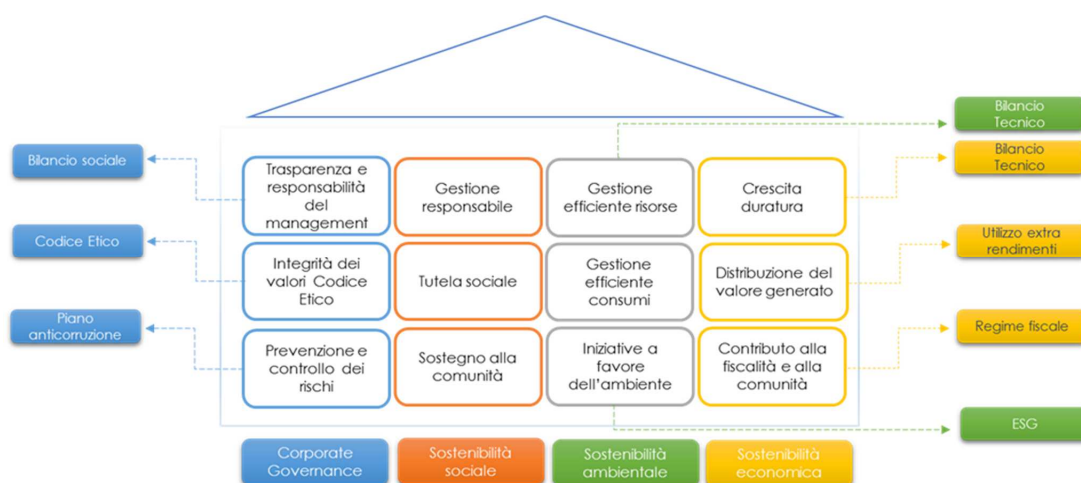 Bilancio
Tecnico
Bilancio sociale
Trasparenza e
responsabilità
del
management
Gestione
responsabile
Gestione
efficiente risorse
Crescita
duratura
Bilancio
Tecnico
Codice Etico
Integrità dei
valori Codice
Etico
Tutela sociale
Gestione
efficiente
consumi
Distribuzione del
valore generato
Utilizzo extra
rendimenti
Piano
anticorruzione
Prevenzione e
controllo dei
rischi
Sostegno alla
comunità
Iniziative a
favore
dell’ambiente
Contributo alla
fiscalità e alla
comunità
Regime fiscale
ESG
Corporate
Governance
Sostenibilità
sociale
Sostenibilità
ambientale
Sostenibilità
economica